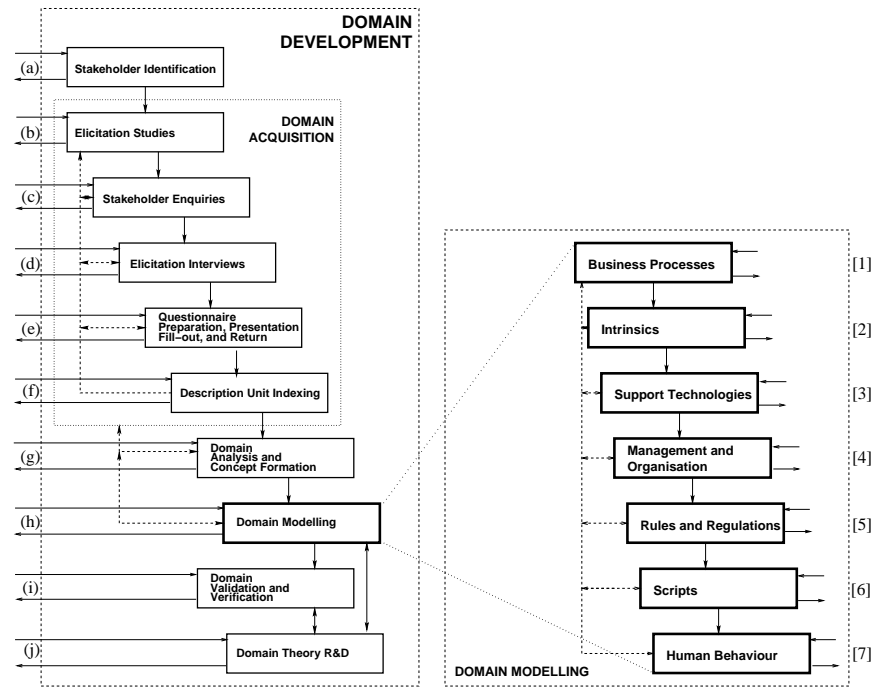 DOMAIN
DEVELOPMENT
(a)
Stakeholder Identification
DOMAIN
ACQUISITION
(b)
Elicitation Studies
(c)
Stakeholder Enquiries
(d)
Elicitation Interviews
(e)
Questionnaire
Preparation, Presentation
Fill-out, and Return
(f)
Description Unit Indexing
(g)
Domain
Analysis and
Concept Formation
(h)
Domain Modelling
(i)
Domain
Validation and
Verification
(j)
Domain Theory R&D
Business Processes
[1]
Intrinsics
[2]
Support Technologies
[3]
Management and
Organisation
[4]
Rules and Regulations
[5]
Scripts
[6]
Human Behaviour
[7]
DOMAIN MODELLING